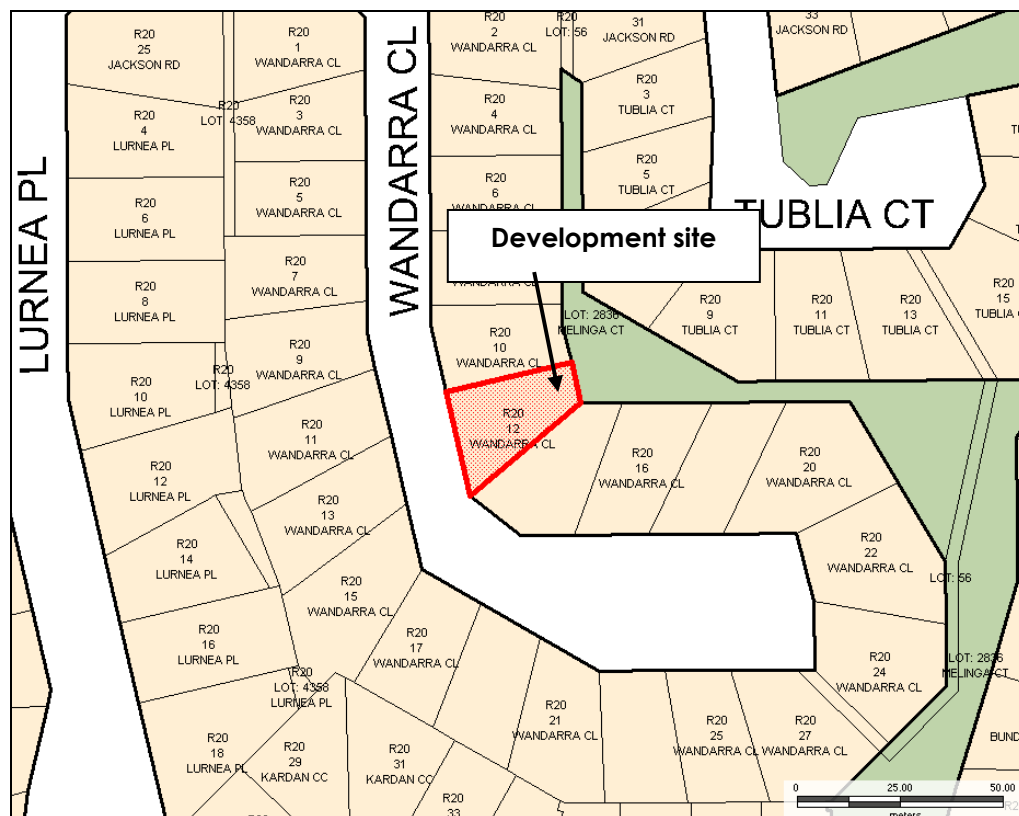 R20
25
JACKSON RD
R20
1
WANDARRA CL
R20
2
WANDARRA CL
R20
LOT: 56
31
JACKSON RD
33
JACKSON RD
R20
4
LURNEA PL
R20
LOT: 4358
R20
3
WANDARRA CL
R20
4
WANDARRA CL
R20
3
TUBLIA CT
R20
6
LURNEA PL
R20
5
WANDARRA CL
R20
6
WANDARRA CL
R20
5
TUBLIA CT
LURNEA PL
WANDARRA CL
TUBLIA CT
Development site
R20
8
LURNEA PL
R20
7
WANDARRA CL
R20
9
TUBLIA CT
R20
11
TUBLIA CT
R20
13
TUBLIA CT
R20
15
TUBLIA
LOT: 2836
MELINGA CT
R20
10
WANDARRA CL
R20
9
WANDARRA CL
R20
LOT: 4358
R20
10
LURNEA PL
R20
11
WANDARRA CL
R20
12
WANDARRA CL
R20
16
WANDARRA CL
R20
20
WANDARRA CL
R20
12
LURNEA PL
R20
13
WANDARRA CL
R20
14
LURNEA PL
R20
22
WANDARRA CL
LOT: 56
R20
15
WANDARRA CL
R20
16
LURNEA PL
R20
17
WANDARRA CL
R20
24
WANDARRA CL
LOT: 2836
MELINGA CT
R20
LOT: 4358
LURNEA PL
R20
21
WANDARRA CL
R20
25
WANDARRA CL
R20
27
WANDARRA CL
BUND
R20
18
LURNEA PL
R20
29
KARDAN CC
R20
31
KARDAN CC
R20
33
0 25.00 50.00
meters